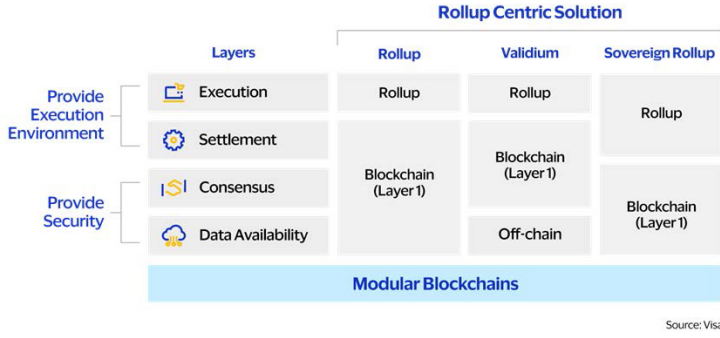 Rollup Centric Solution
Layers
Rollup
Validium
Sovereign Rollup
Provide
Execution
Environment
Execution
Rollup
Rollup
Rollup
Settlement
Blockchain
(Layer 1)
Blockchain
(Layer 1)
Provide
Security
Consensus
Blockchain
(Layer 1)
Data Availability
Off-chain
Modular Blockchains
Source: Visa